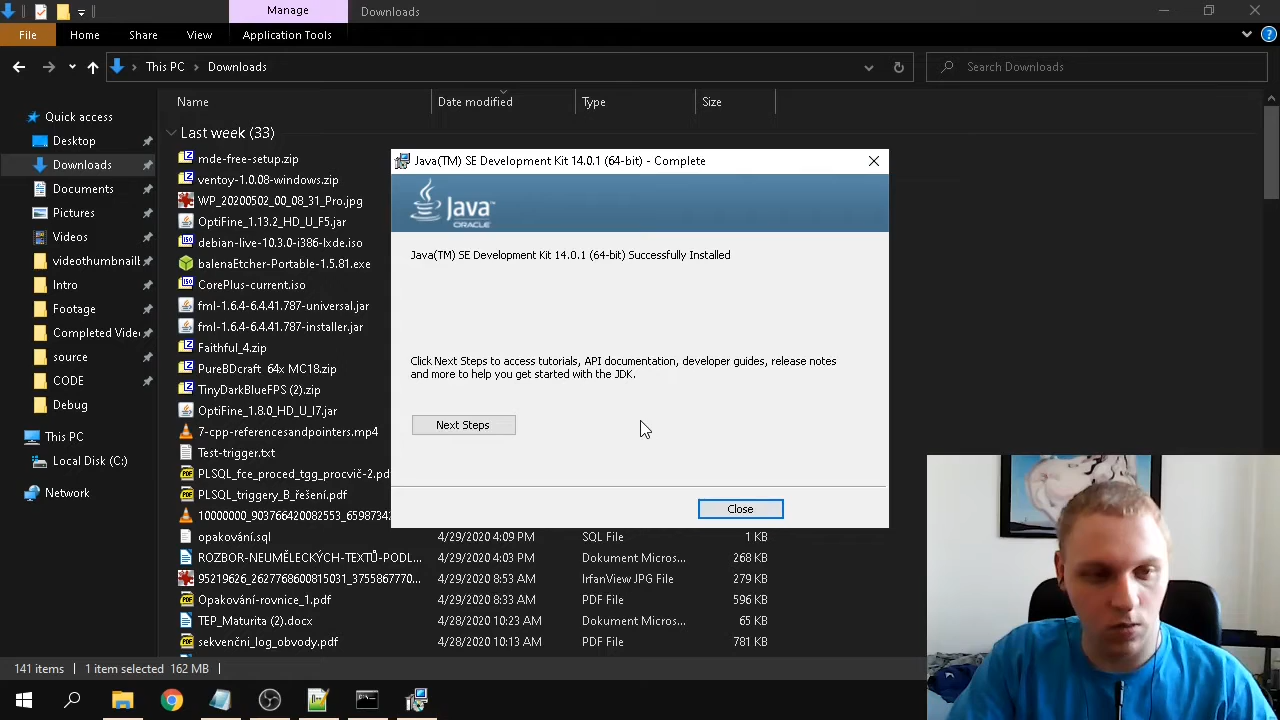 Manage
Downloads
File
Home
Share
View
Application Tools
This PC
Downloads
Search Downloads
Name
Date modified
Type
Size
Quick access
Desktop
Downloads
Documents
Pictures
Videos
videothumbnail
Intro
Footage
Completed Video
source
CODE
Debug
This PC
Local Disk (C:)
Network
Last week (33)
mde-free-setup.zip
ventoy-1.0.08-windows.zip
WP_20200502_00_08_31_Pro.jpg
OptiFine_1.13.2_HD_U_F5.jar
debian-live-10.3.0-i386-lxde.iso
balenaEtcher-Portable-1.5.81.exe
CorePlus-current.iso
fml-1.6.4-6.4.41.787-universal.jar
fml-1.6.4-6.4.41.787-installer.jar
Faithful_4.zip
PureBDcraft 64x MC18.zip
TinyDarkBlueFPS (2).zip
OptiFine_1.8.0_HD_U_I7.jar
7-cpp-referencesandpointers.mp4
Test-trigger.txt
PLSQL_fce_proced_tgg_procvič-2.pd
PLSQL_triggery_B_řešení.pdf
10000000_903766420082553_6598734
opakování.sql 4/29/2020 4:09 PM SQL File 1 KB
ROZBOR-NEUMĚLECKÝCH-TEXTŮ-PODL... 4/29/2020 4:03 PM Dokument Micros... 268 KB
95219626_2627768600815031_3755867770... 4/29/2020 8:53 AM IrfanView JPG File 279 KB
Opakování-rovnice_1.pdf 4/29/2020 8:33 AM PDF File 596 KB
TEP_Maturita (2).docx 4/28/2020 10:23 AM Dokument Micros... 65 KB
sekvenční_log_obvody.pdf 4/28/2020 10:13 AM PDF File 781 KB
Java(TM) SE Development Kit 14.0.1 (64-bit) - Complete
Java™
ORACLE
Java(TM) SE Development Kit 14.0.1 (64-bit) Successfully Installed
Click Next Steps to access tutorials, API documentation, developer guides, release notes
and more to help you get started with the JDK.
Next Steps
Close
141 items
1 item selected 162 MB